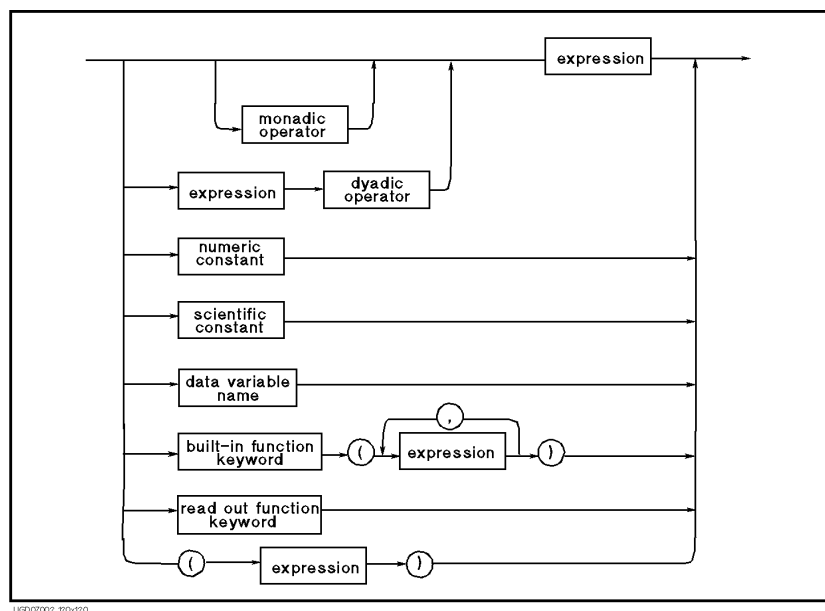 expression
monadic
operator
expression
dyadic
operator
numeric
constant
scientific
constant
data variable
name
,
built-in function
keyword
(
expression
)
read out function
keyword
(
expression
)